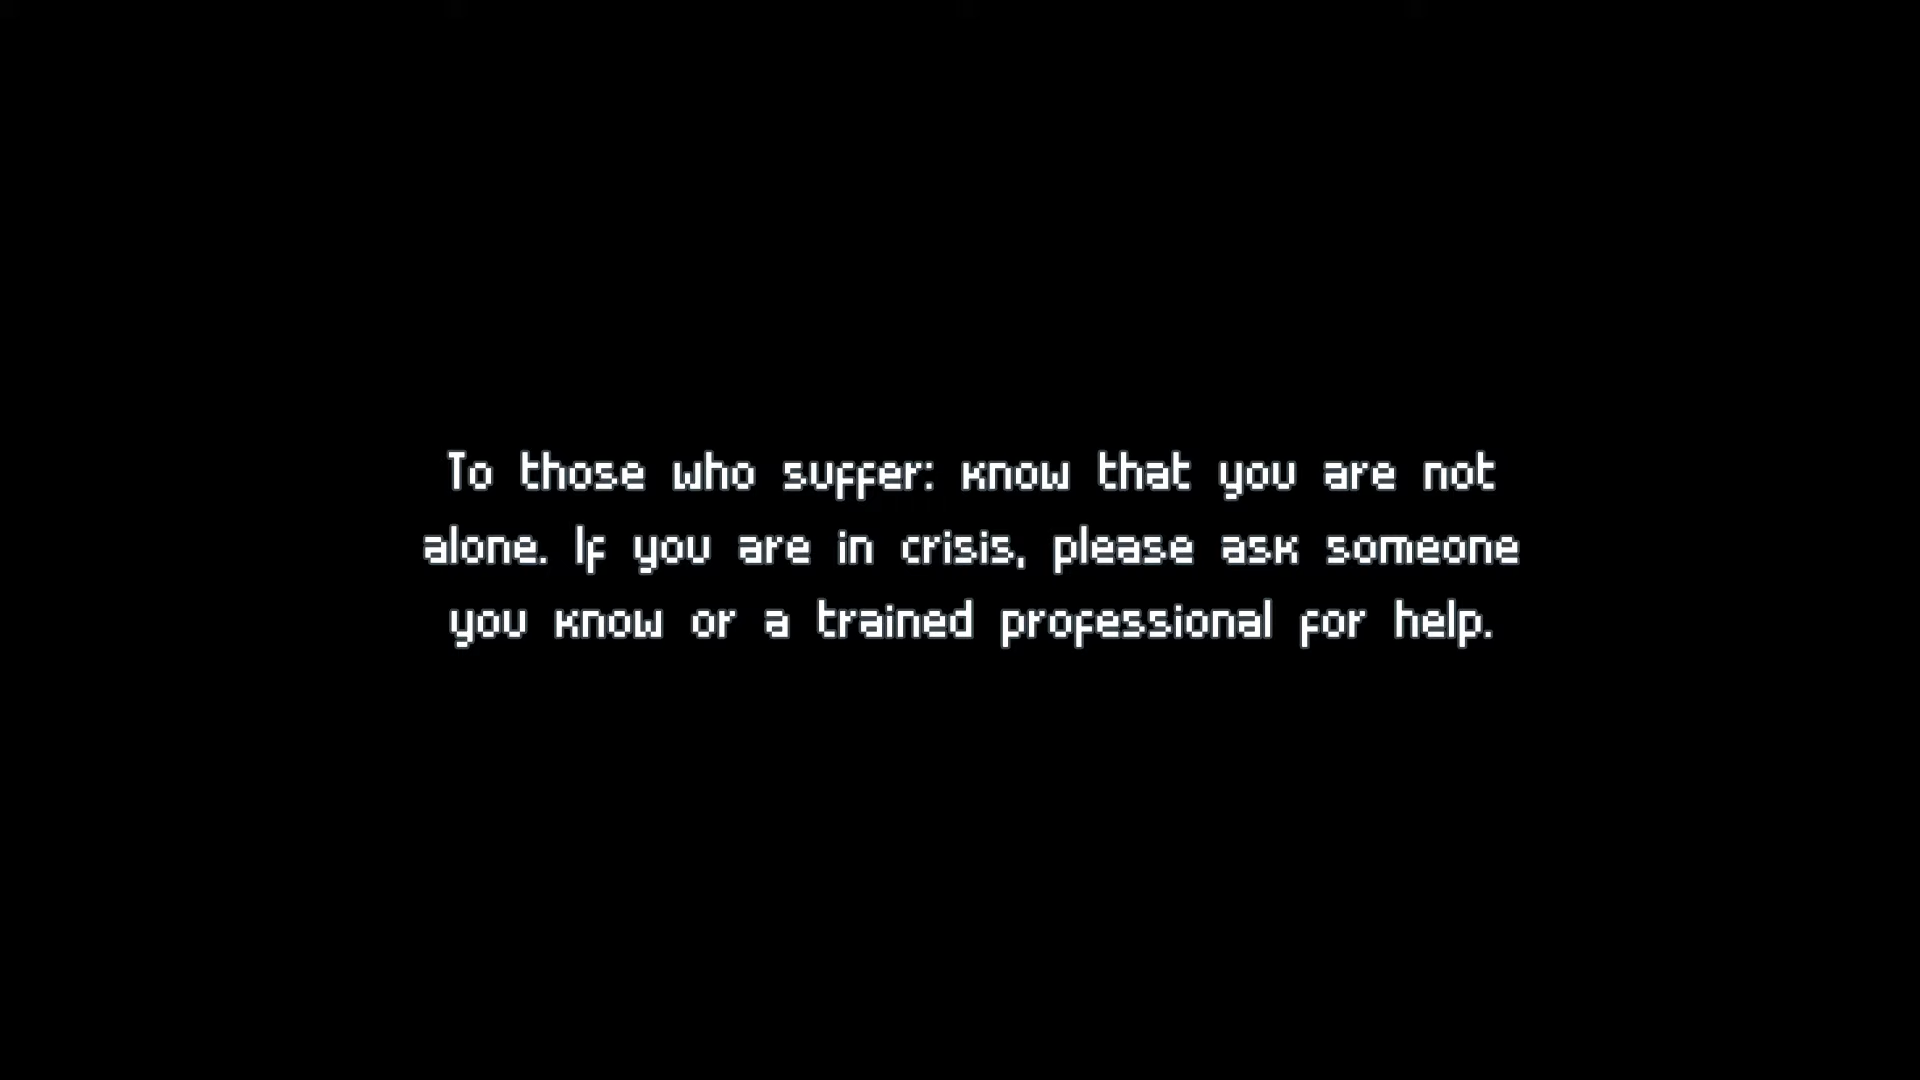 To those who suffer: know that you are not
alone. If you are in crisis, please ask someone
you know or a trained professional for help.